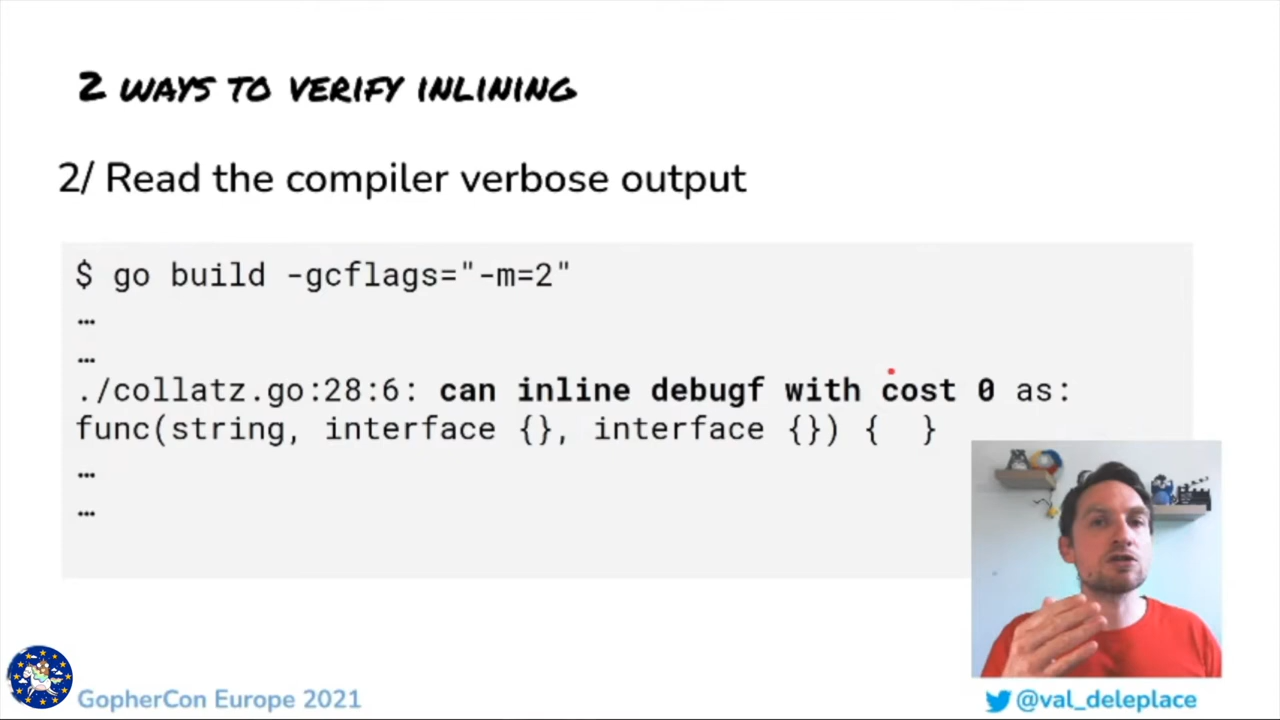 2 WAYS TO VERIFY INLINING
2/ Read the compiler verbose output
$ go build -gcflags="-m=2"
…
…
./collatz.go:28:6: can inline debugf with cost 0 as:
func(string, interface {}, interface {}) {  }
…
…
GopherCon Europe 2021
@val_deleplace